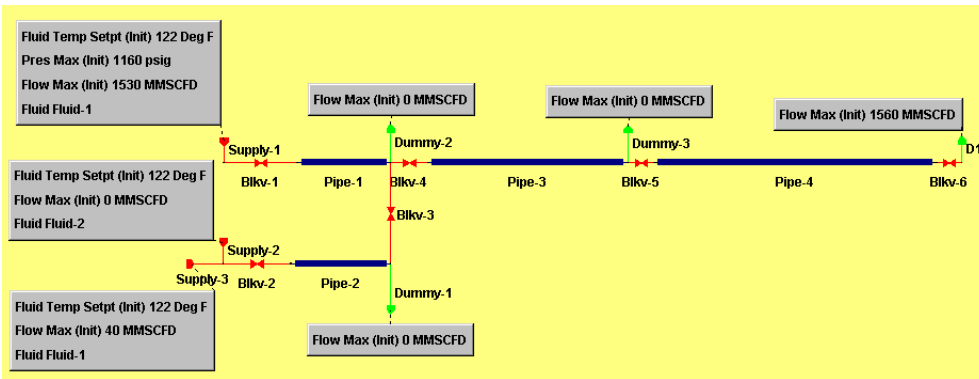 Fluid Temp Setpt (Init) 122 Deg F
Pres Max (Init) 1160 psig
Flow Max (Init) 1530 MMSCFD
Fluid Fluid-1
Flow Max (Init) 0 MMSCFD
Flow Max (Init) 0 MMSCFD
Flow Max (Init) 1560 MMSCFD
Supply-1
Dummy-2
Dummy-3
D1
Blkv-1
Pipe-1
Blkv-4
Pipe-3
Blkv-5
Pipe-4
Blkv-6
Fluid Temp Setpt (Init) 122 Deg F
Flow Max (Init) 0 MMSCFD
Fluid Fluid-2
Blkv-3
Supply-2
Supply-3
Blkv-2
Pipe-2
Dummy-1
Fluid Temp Setpt (Init) 122 Deg F
Flow Max (Init) 40 MMSCFD
Fluid Fluid-1
Flow Max (Init) 0 MMSCFD